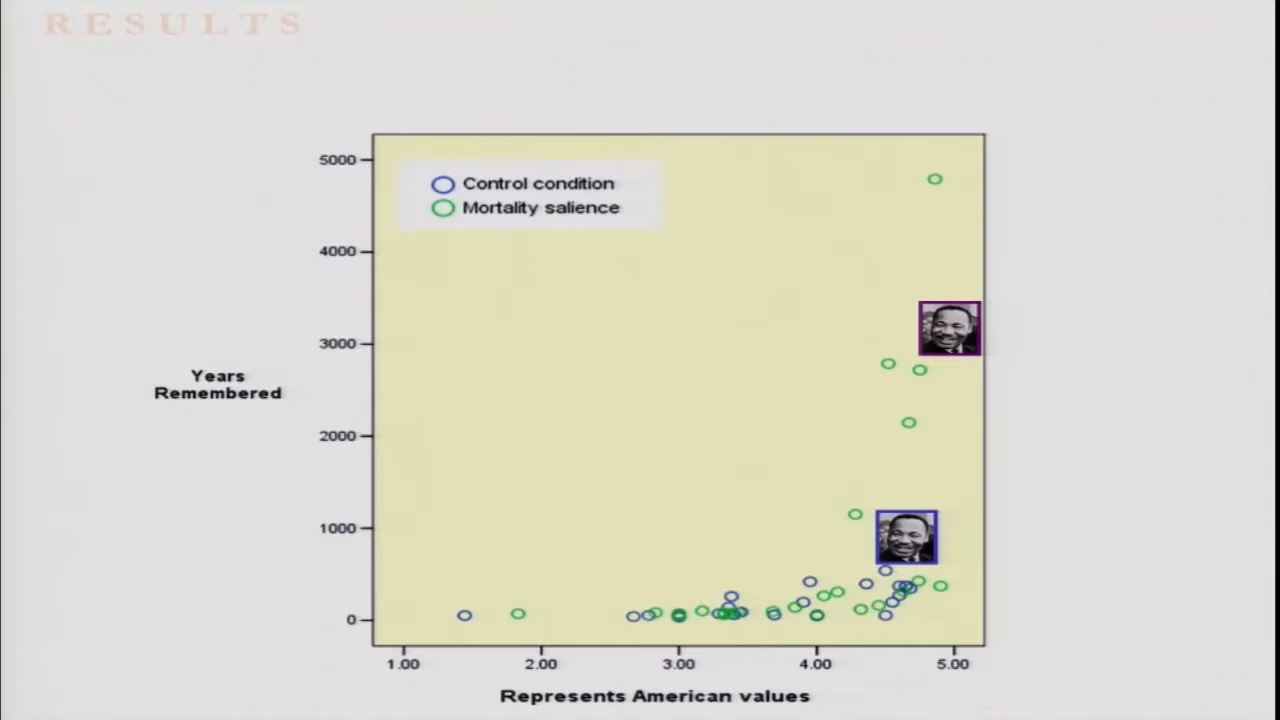 RESULTS
5000
Control condition
Mortality salience
4000
3000
Years
Remembered
2000
1000
0
1.00 2.00 3.00 4.00 5.00
Represents American values